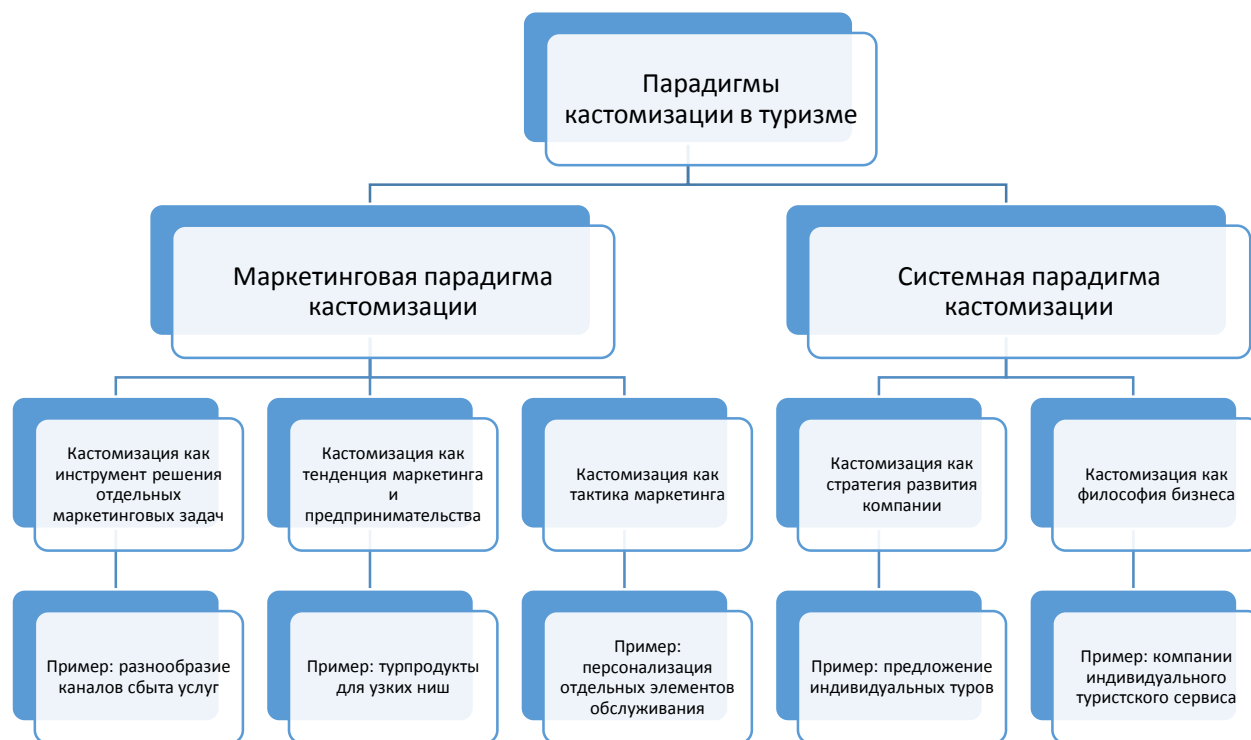 Парадигмы
кастомизации в туризме
Маркетинговая парадигма
кастомизации
Системная парадигма
кастомизации
Кастомизация как
инструмент решения
отдельных
маркетинговых задач
Кастомизация как
тенденция маркетинга
и
предпринимательства
Кастомизация как
тактика маркетинга
Кастомизация как
стратегия развития
компании
Кастомизация как
философия бизнеса
Пример: разнообразие
каналов сбыта услуг
Пример: турпродукты
для узких ниш
Пример:
персонализация
отдельных элементов
обслуживания
Пример: предложение
индивидуальных туров
Пример: компании
индивидуального
туристского сервиса